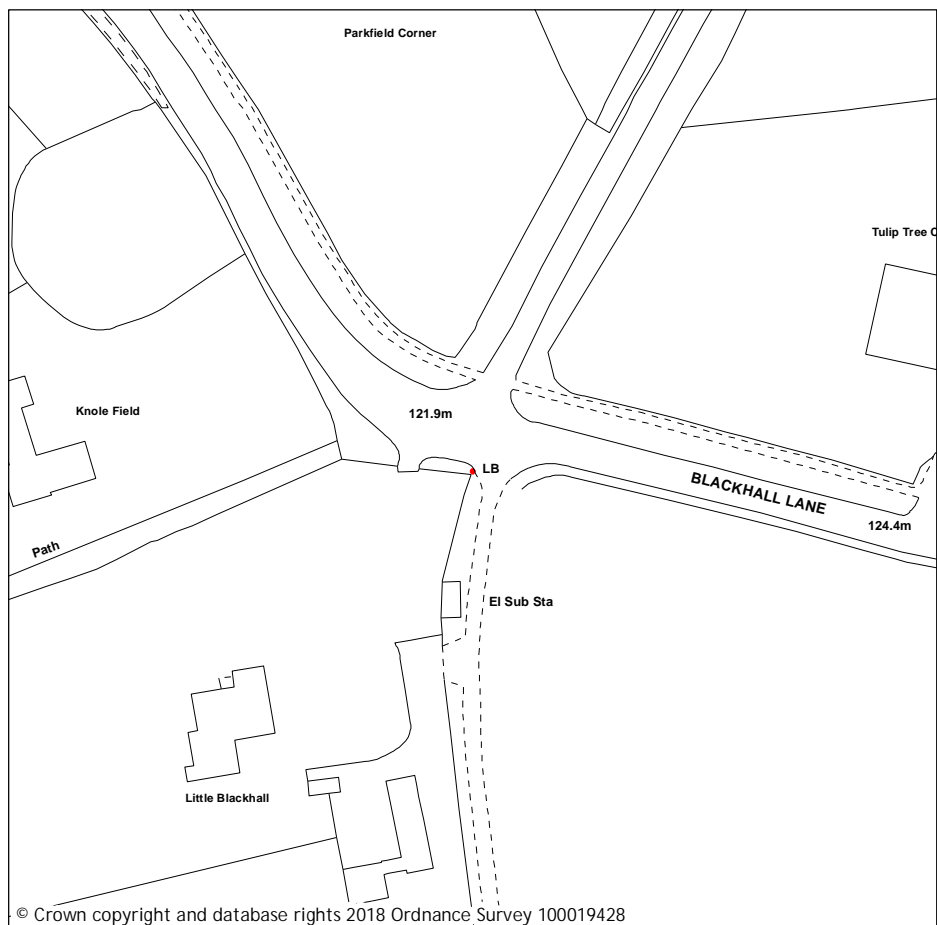 Parkfield Corner
Tulip Tree C
Knole Field
121.9m
LB
BLACKHALL LANE
124.4m
Path
El Sub Sta
Little Blackhall
© Crown copyright and database rights 2018 Ordnance Survey 100019428